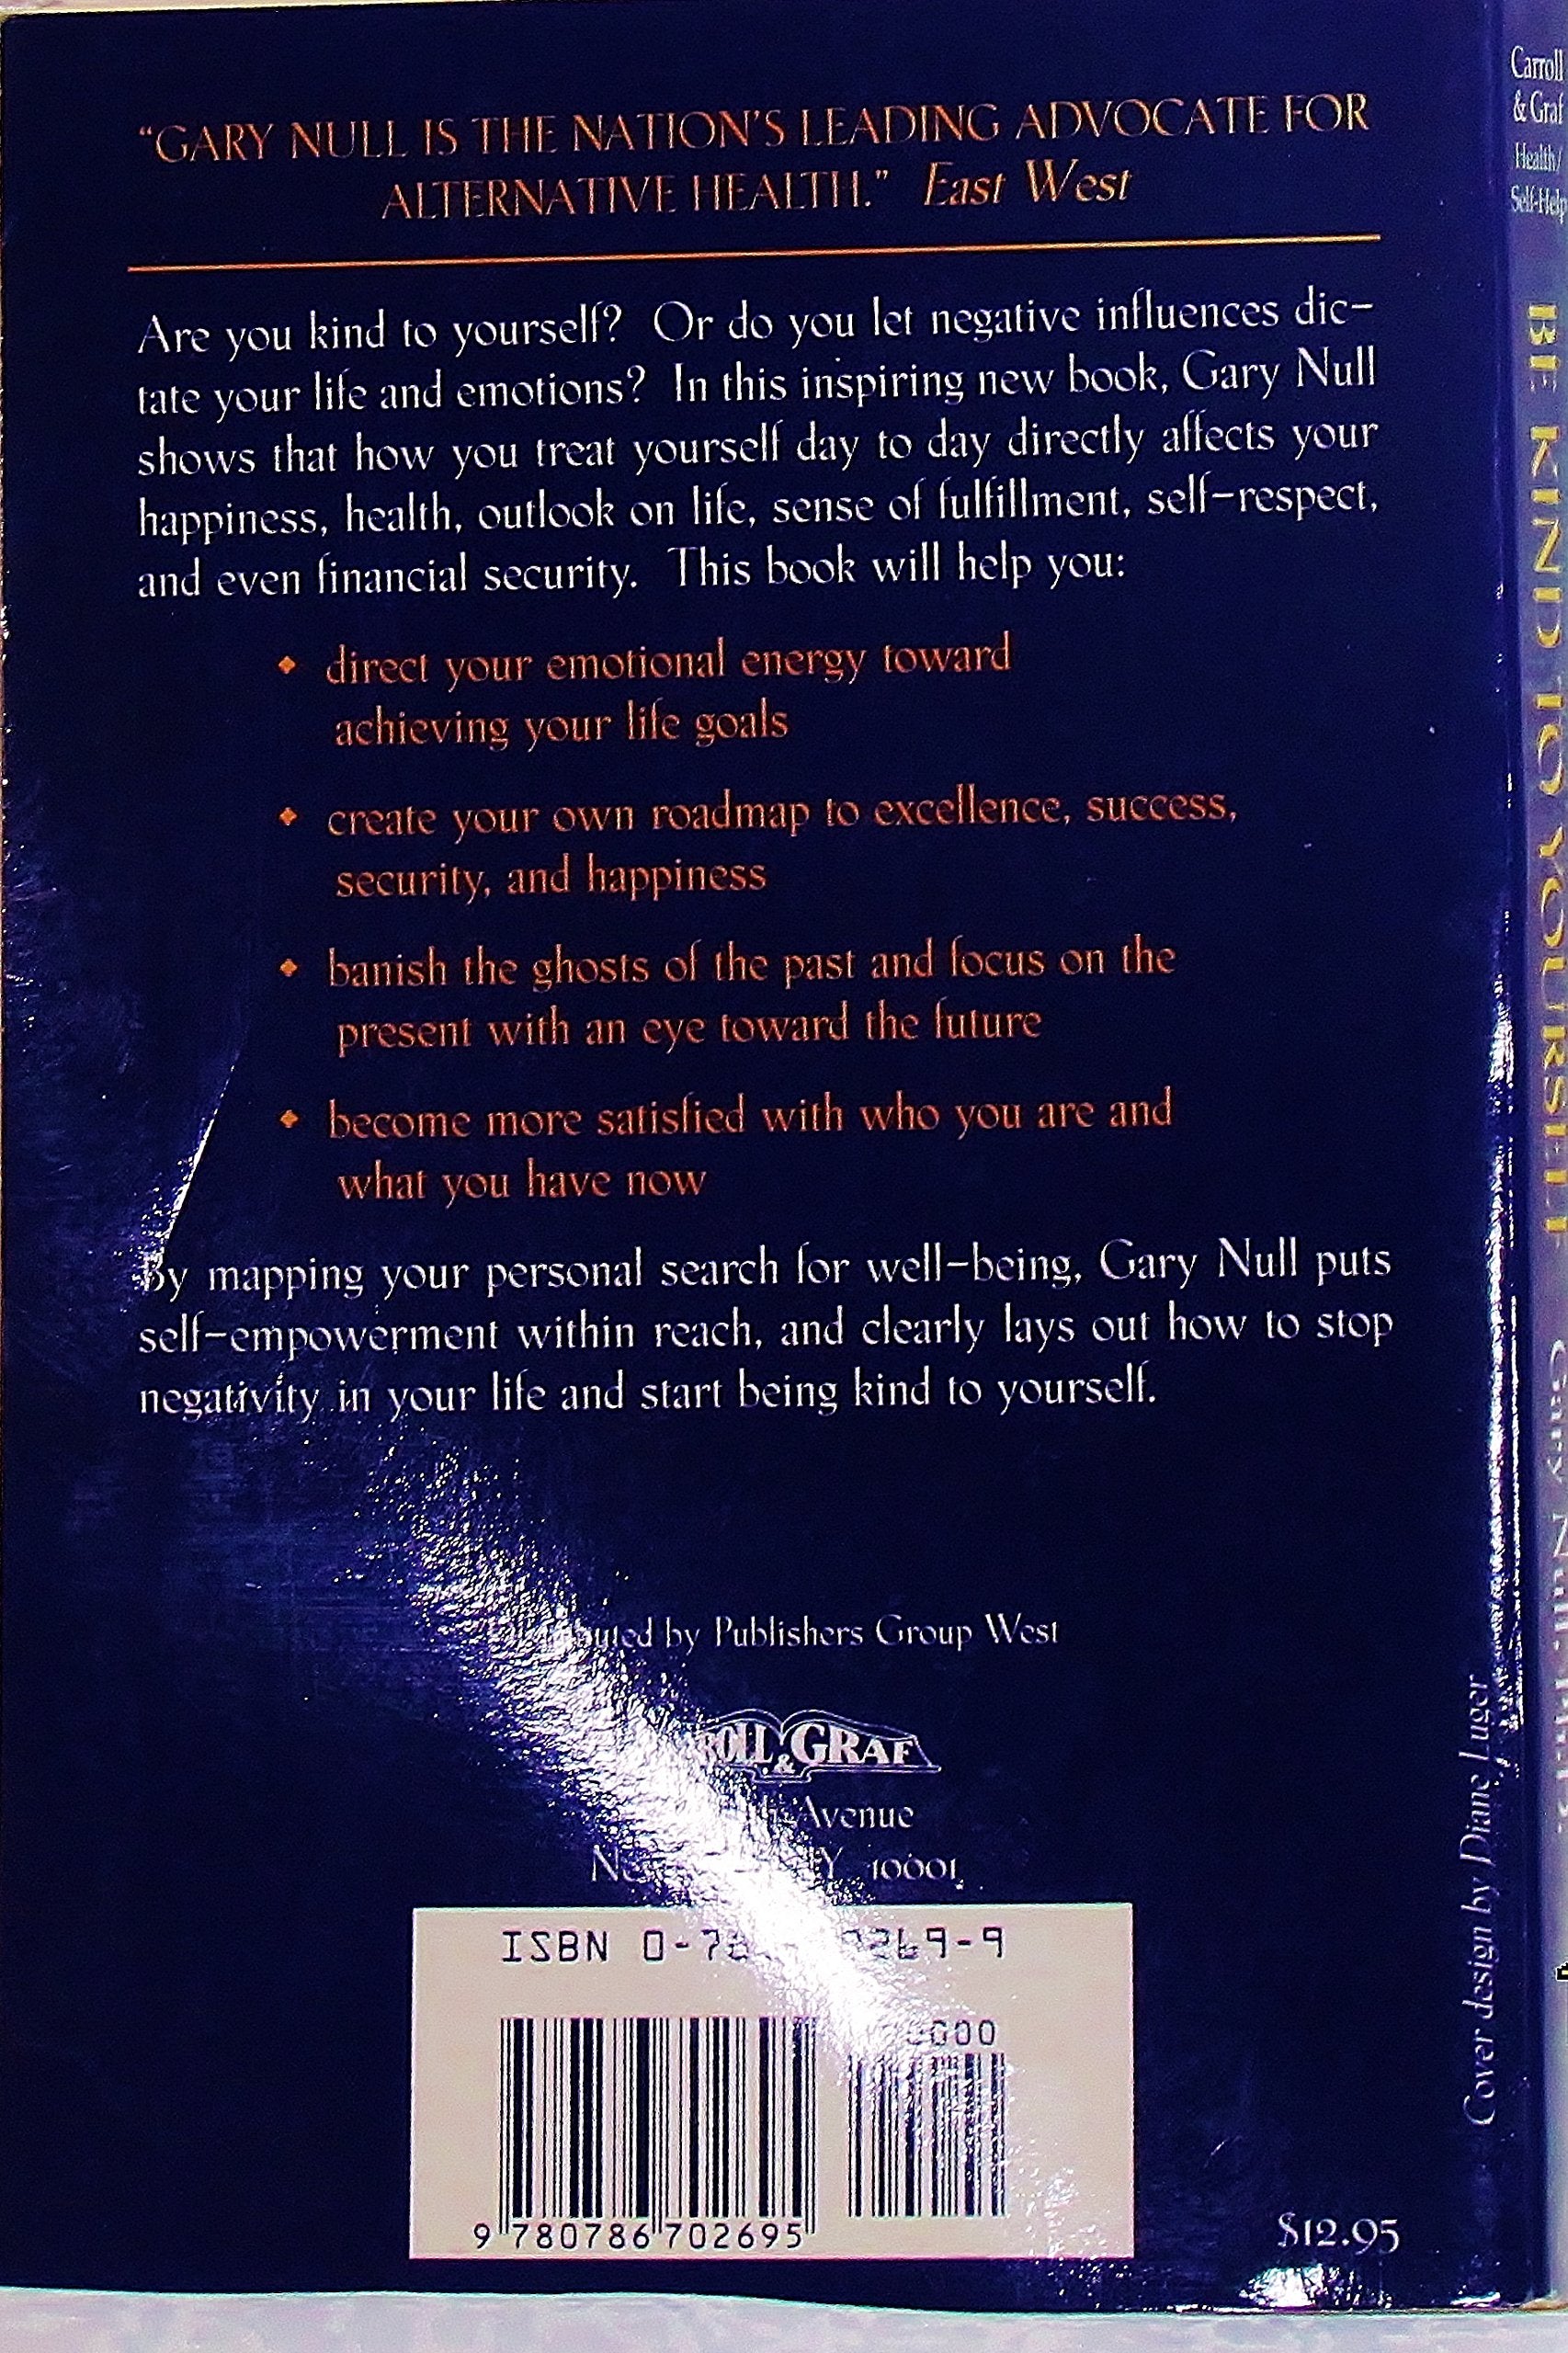 "GARY NULL IS THE NATION'S LEADING ADVOCATE FOR
ALTERNATIVE HEALTH." East West
Are you kind to yourself? Or do you let negative influences dic–
tate your life and emotions? In this inspiring new book, Gary Null
shows that how you treat yourself day to day directly affects your
happiness, health, outlook on life, sense of fulfillment, self–respect,
and even financial security. This book will help you:
• direct your emotional energy toward
achieving your life goals
• create your own roadmap to excellence, success,
security, and happiness
• banish the ghosts of the past and focus on the
present with an eye toward the future
• become more satisfied with who you are and
what you have now
By mapping your personal search for well–being, Gary Null puts
self–empowerment within reach, and clearly lays out how to stop
negativity in your life and start being kind to yourself.
by Publishers Group West
& GRAF
Avenue
10001
ISBN
9 780786 702695
$12.95
Cover design by Diane Luger
Carroll
& Graf
Health/
Self-Help
BE KIND TO YOURSELF
Gary Null